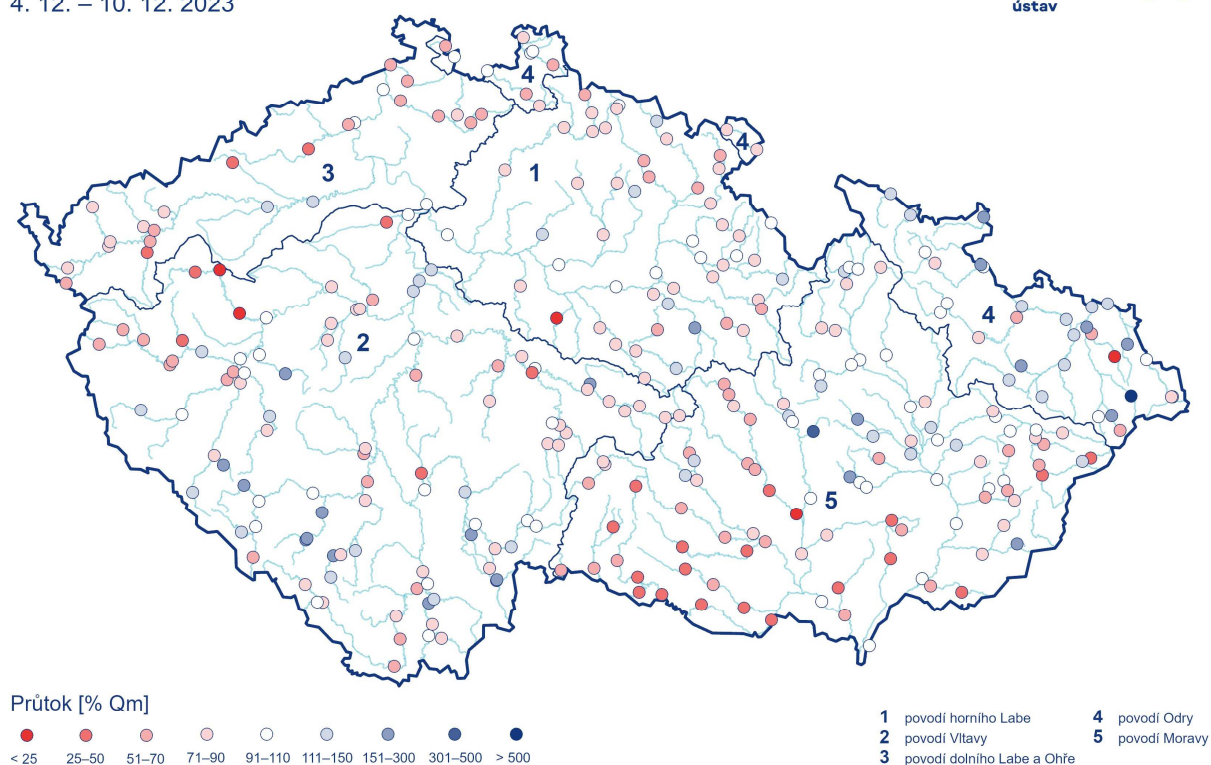 4. 12. – 10. 12. 2023
ústav
4
4
3
1
2
4
5
Průtok [% Qm]
< 25 25–50 51–70 71–90 91–110 111–150 151–300 301–500 > 500
1 povodí horního Labe
2 povodí Vltavy
3 povodí dolního Labe a Ohře
4 povodí Odry
5 povodí Moravy